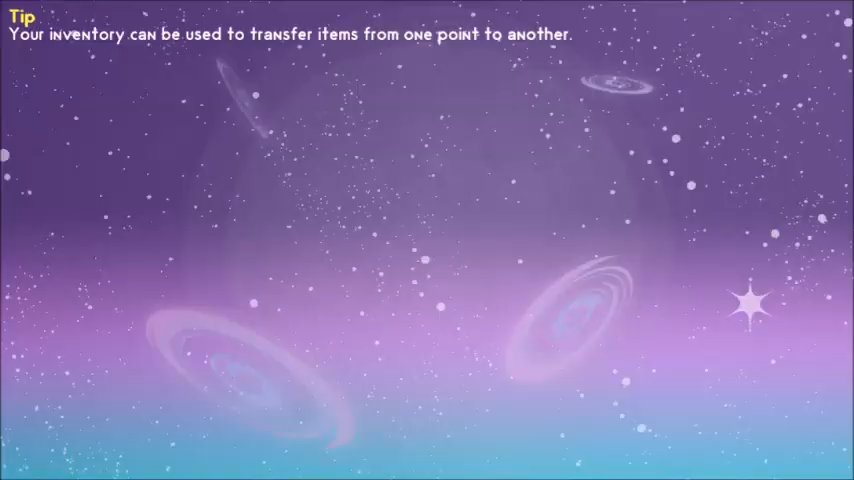 Tip
Your inventory can be used to transfer items from one point to another.